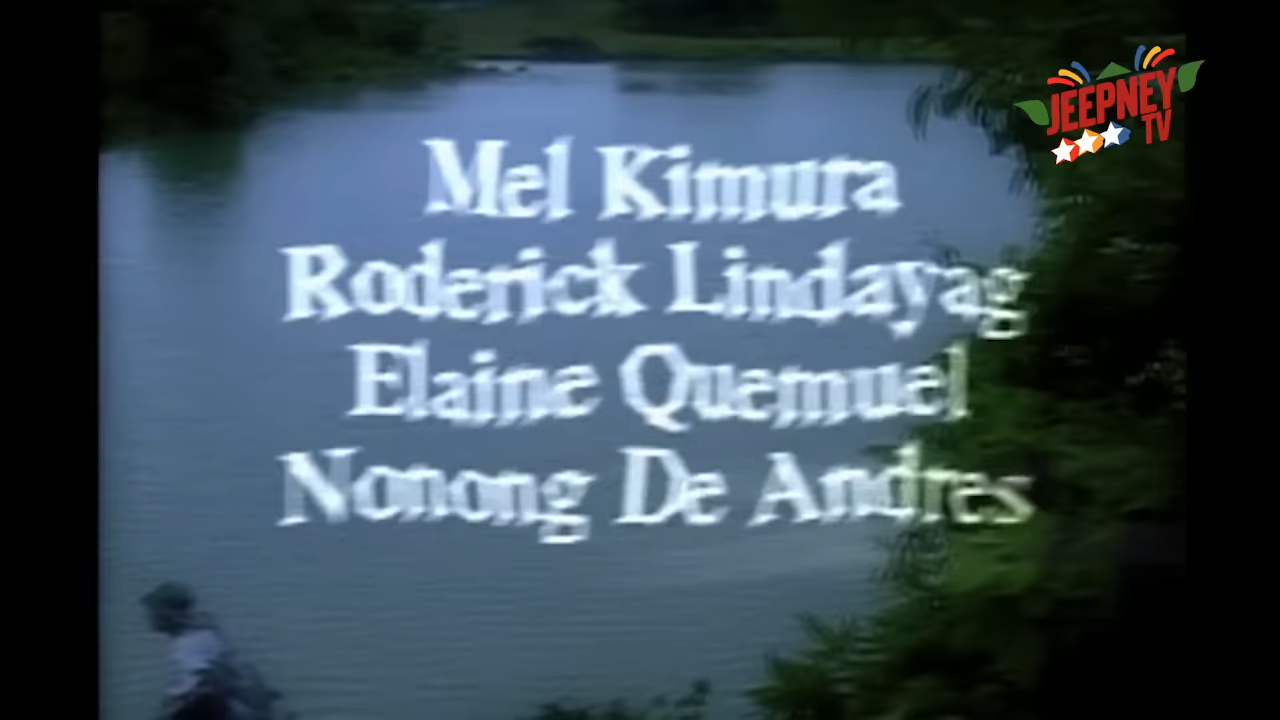 JEEPNEY
TV
Mel Kimura
Roderick Lindayag
Elaine Quemuel
Nonong De Andres